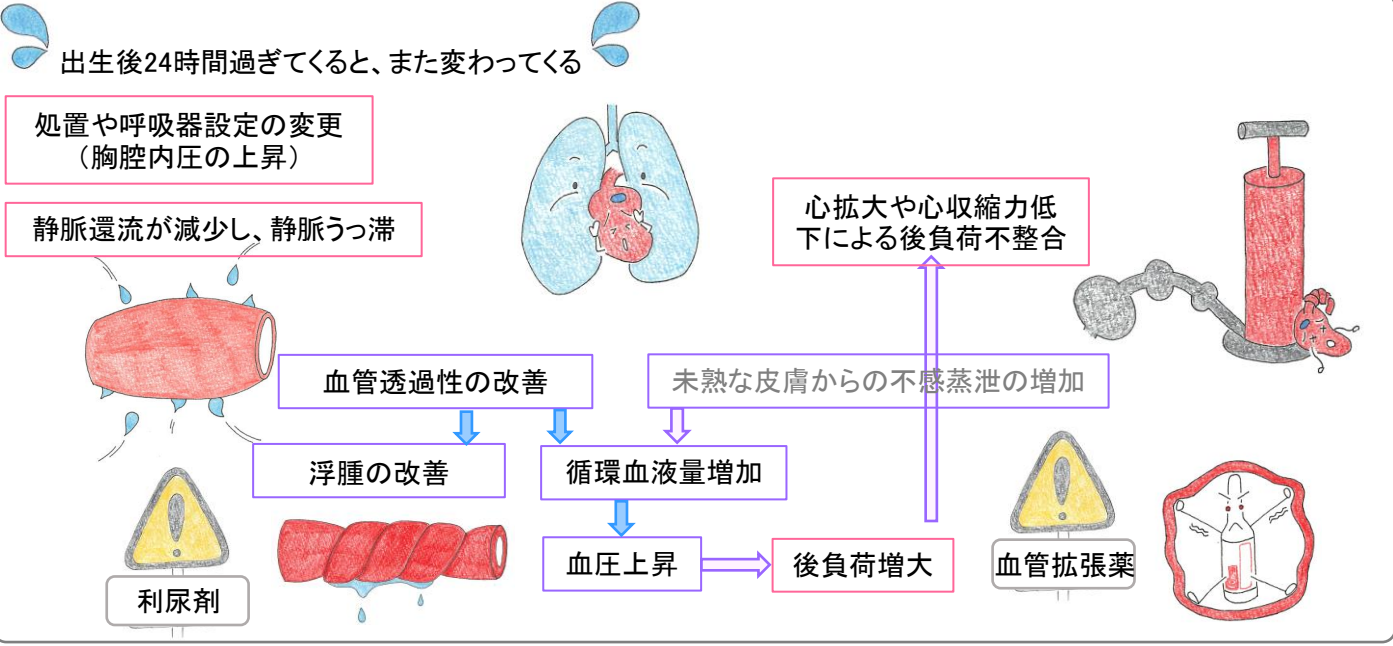 出生後24時間過ぎてくると、また変わってくる
処置や呼吸器設定の変更
（胸腔内圧の上昇）
静脈還流が減少し、静脈うっ滞
心拡大や心収縮力低
下による後負荷不整合
血管透過性の改善
未熟な皮膚からの不感蒸泄の増加
浮腫の改善
循環血液量増加
血圧上昇
後負荷増大
血管拡張薬
利尿剤